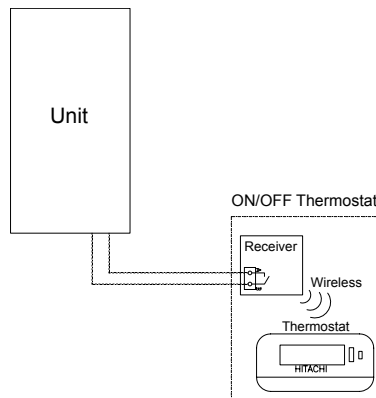 Unit
ON/OFF Thermostat
Receiver
Wireless
Thermostat
HITACHI